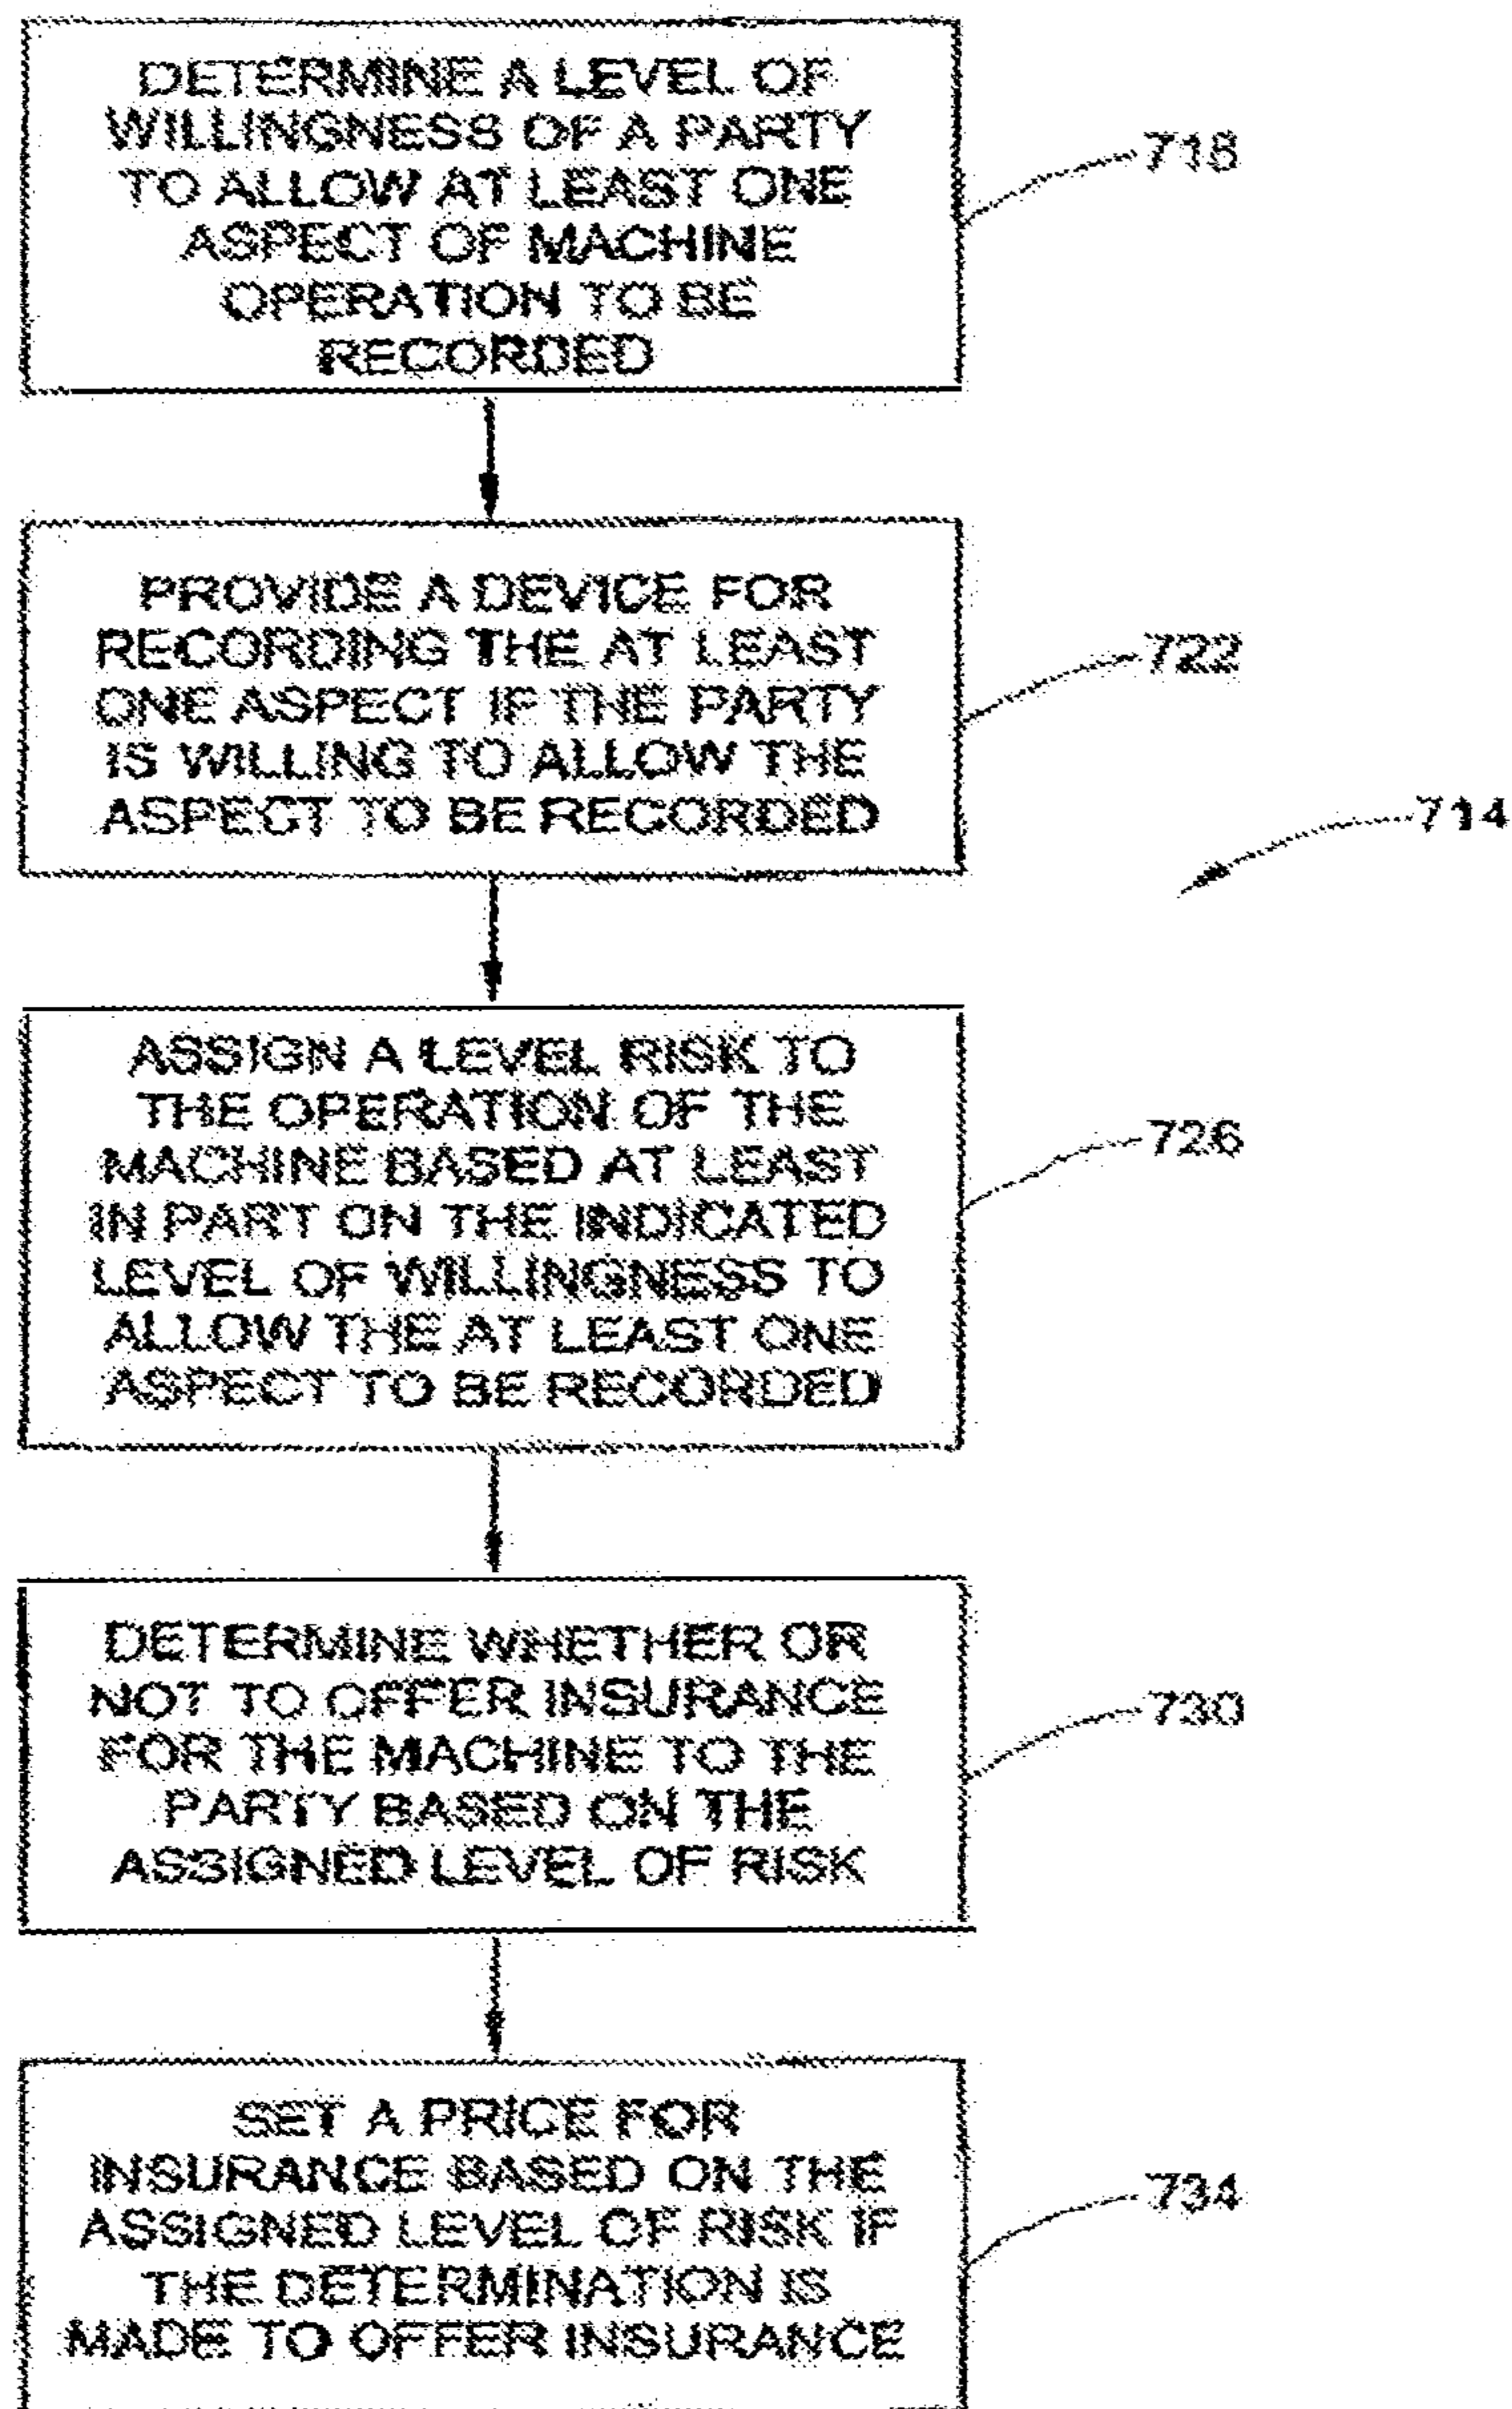 DETERMINE A LEVEL OF
WILLINGNESS OF A PARTY
TO ALLOW AT LEAST ONE
ASPECT OF MACHINE
OPERATION TO BE
RECORDED
718
PROVIDE A DEVICE FOR
RECORDING THE AT LEAST
ONE ASPECT IF THE PARTY
IS WILLING TO ALLOW THE
ASPECT TO BE RECORDED
722
714
ASSIGN A LEVEL RISK TO
THE OPERATION OF THE
MACHINE BASED AT LEAST
IN PART ON THE INDICATED
LEVEL OF WILLINGNESS TO
ALLOW THE AT LEAST ONE
ASPECT TO BE RECORDED
726
DETERMINE WHETHER OR
NOT TO OFFER INSURANCE
FOR THE MACHINE TO THE
PARTY BASED ON THE
ASSIGNED LEVEL OF RISK
730
SET A PRICE FOR
INSURANCE BASED ON THE
ASSIGNED LEVEL OF RISK IF
THE DETERMINATION IS
MADE TO OFFER INSURANCE
734